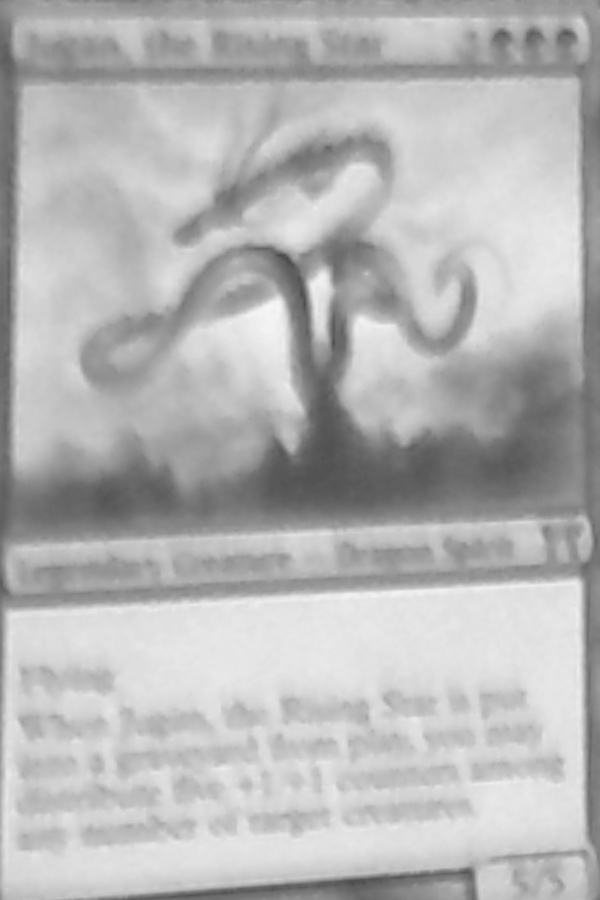 Jugan, the Rising Star
Legendary Creature – Dragon Spirit
Flying
When Jugan, the Rising Star is put
into a graveyard from play, you may
distribute five +1/+1 counters among
any number of target creatures.
5/5